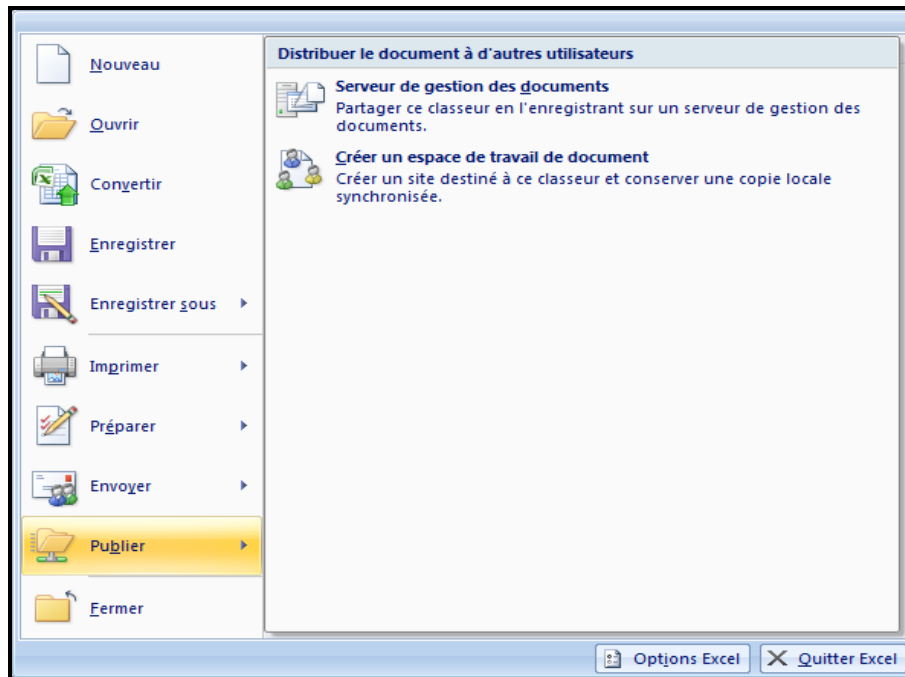 Nouveau
Ouvrir
Convertir
Enregistrer
Enregistrer sous
Imprimer
Préparer
Envoyer
Publier
Fermer
Distribuer le document à d'autres utilisateurs
Serveur de gestion des documents
Partager ce classeur en l'enregistrant sur un serveur de gestion des
documents.
Créer un espace de travail de document
Créer un site destiné à ce classeur et conserver une copie locale
synchronisée.
Options Excel
Quitter Excel